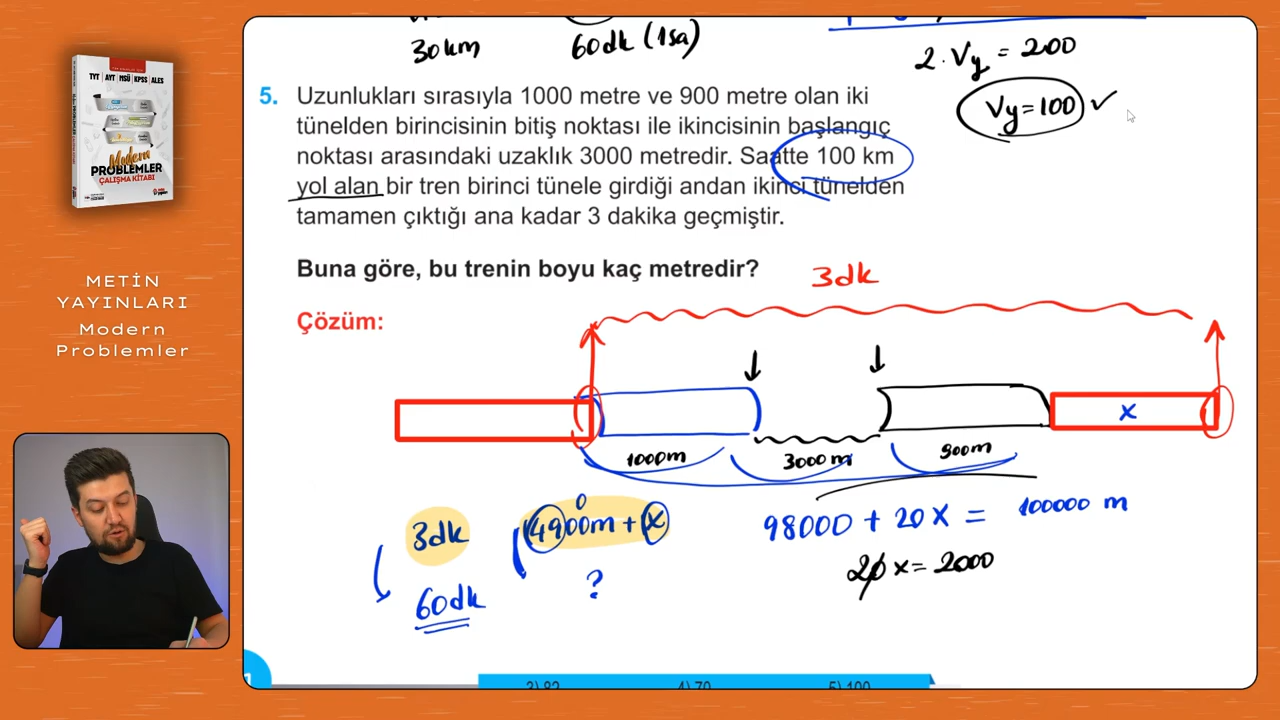 30 km
60dk (1sa)
2. Vy = 200
Vy = 100 ✓
TYT | AYT | MSÜ | KPSS | ALES
Modern
PROBLEMLER
ÇALIŞMA KİTABI
METİN
YAYINLARI
Modern
Problemler
5. Uzunlukları sırasıyla 1000 metre ve 900 metre olan iki
tünelden birincisinin bitiş noktası ile ikincisinin başlangıç
noktası arasındaki uzaklık 3000 metredir. Saatte 100 km
yol alan bir tren birinci tünele girdiği andan ikinci tünelden
tamamen çıktığı ana kadar 3 dakika geçmiştir.
Buna göre, bu trenin boyu kaç metredir?
3dk
Çözüm:
x
1000m
3000 m
900m
3dk
4900m + x
0
98000 + 20x = 100000 m
60dk
?
20x = 2000